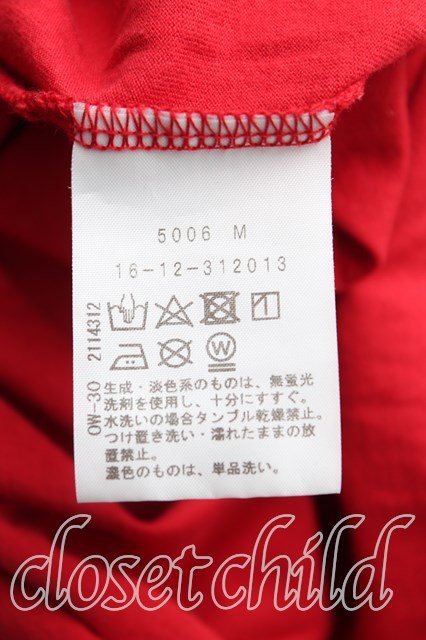 5006 M
16-12-312013
OW-30 2114312
W
生成・淡色系のものは、無蛍光
洗剤を使用し、十分にすすぐ。
水洗いの場合タンブル乾燥禁止。
つけ置き洗い・濡れたままの放
置禁止。
濃色のものは、単品洗い。
closetchild